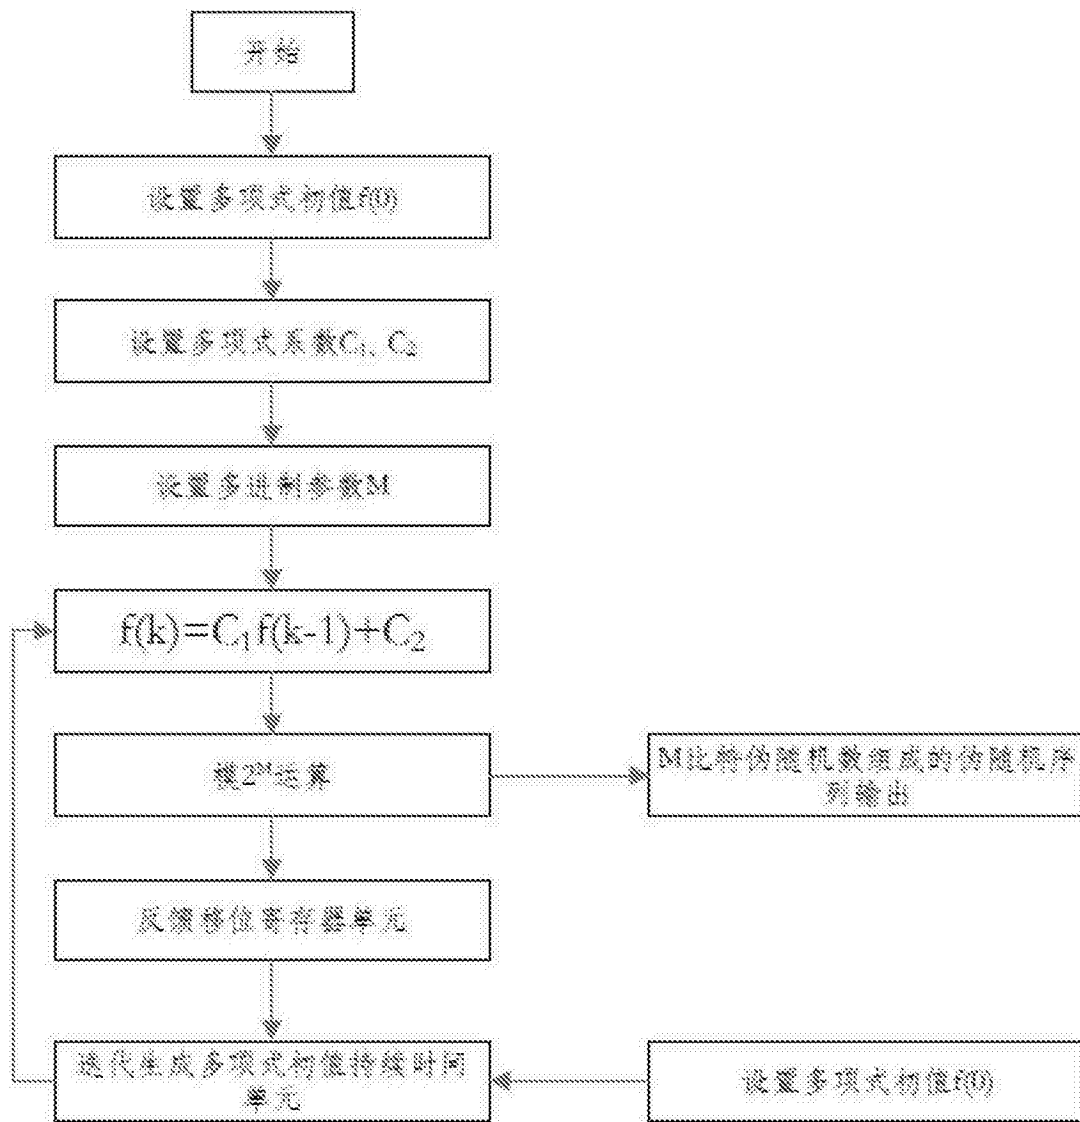 开始
设置多项式初值f(0)
设置多项式系数C₁、C₂
设置多进制参数M
f(k)=C₁f(k-1)+C₂
模2ᴹ运算
M比特伪随机数组成的伪随机序
列输出
反馈移位寄存器单元
迭代生成多项式初值持续时间
单元
设置多项式初值f(0)